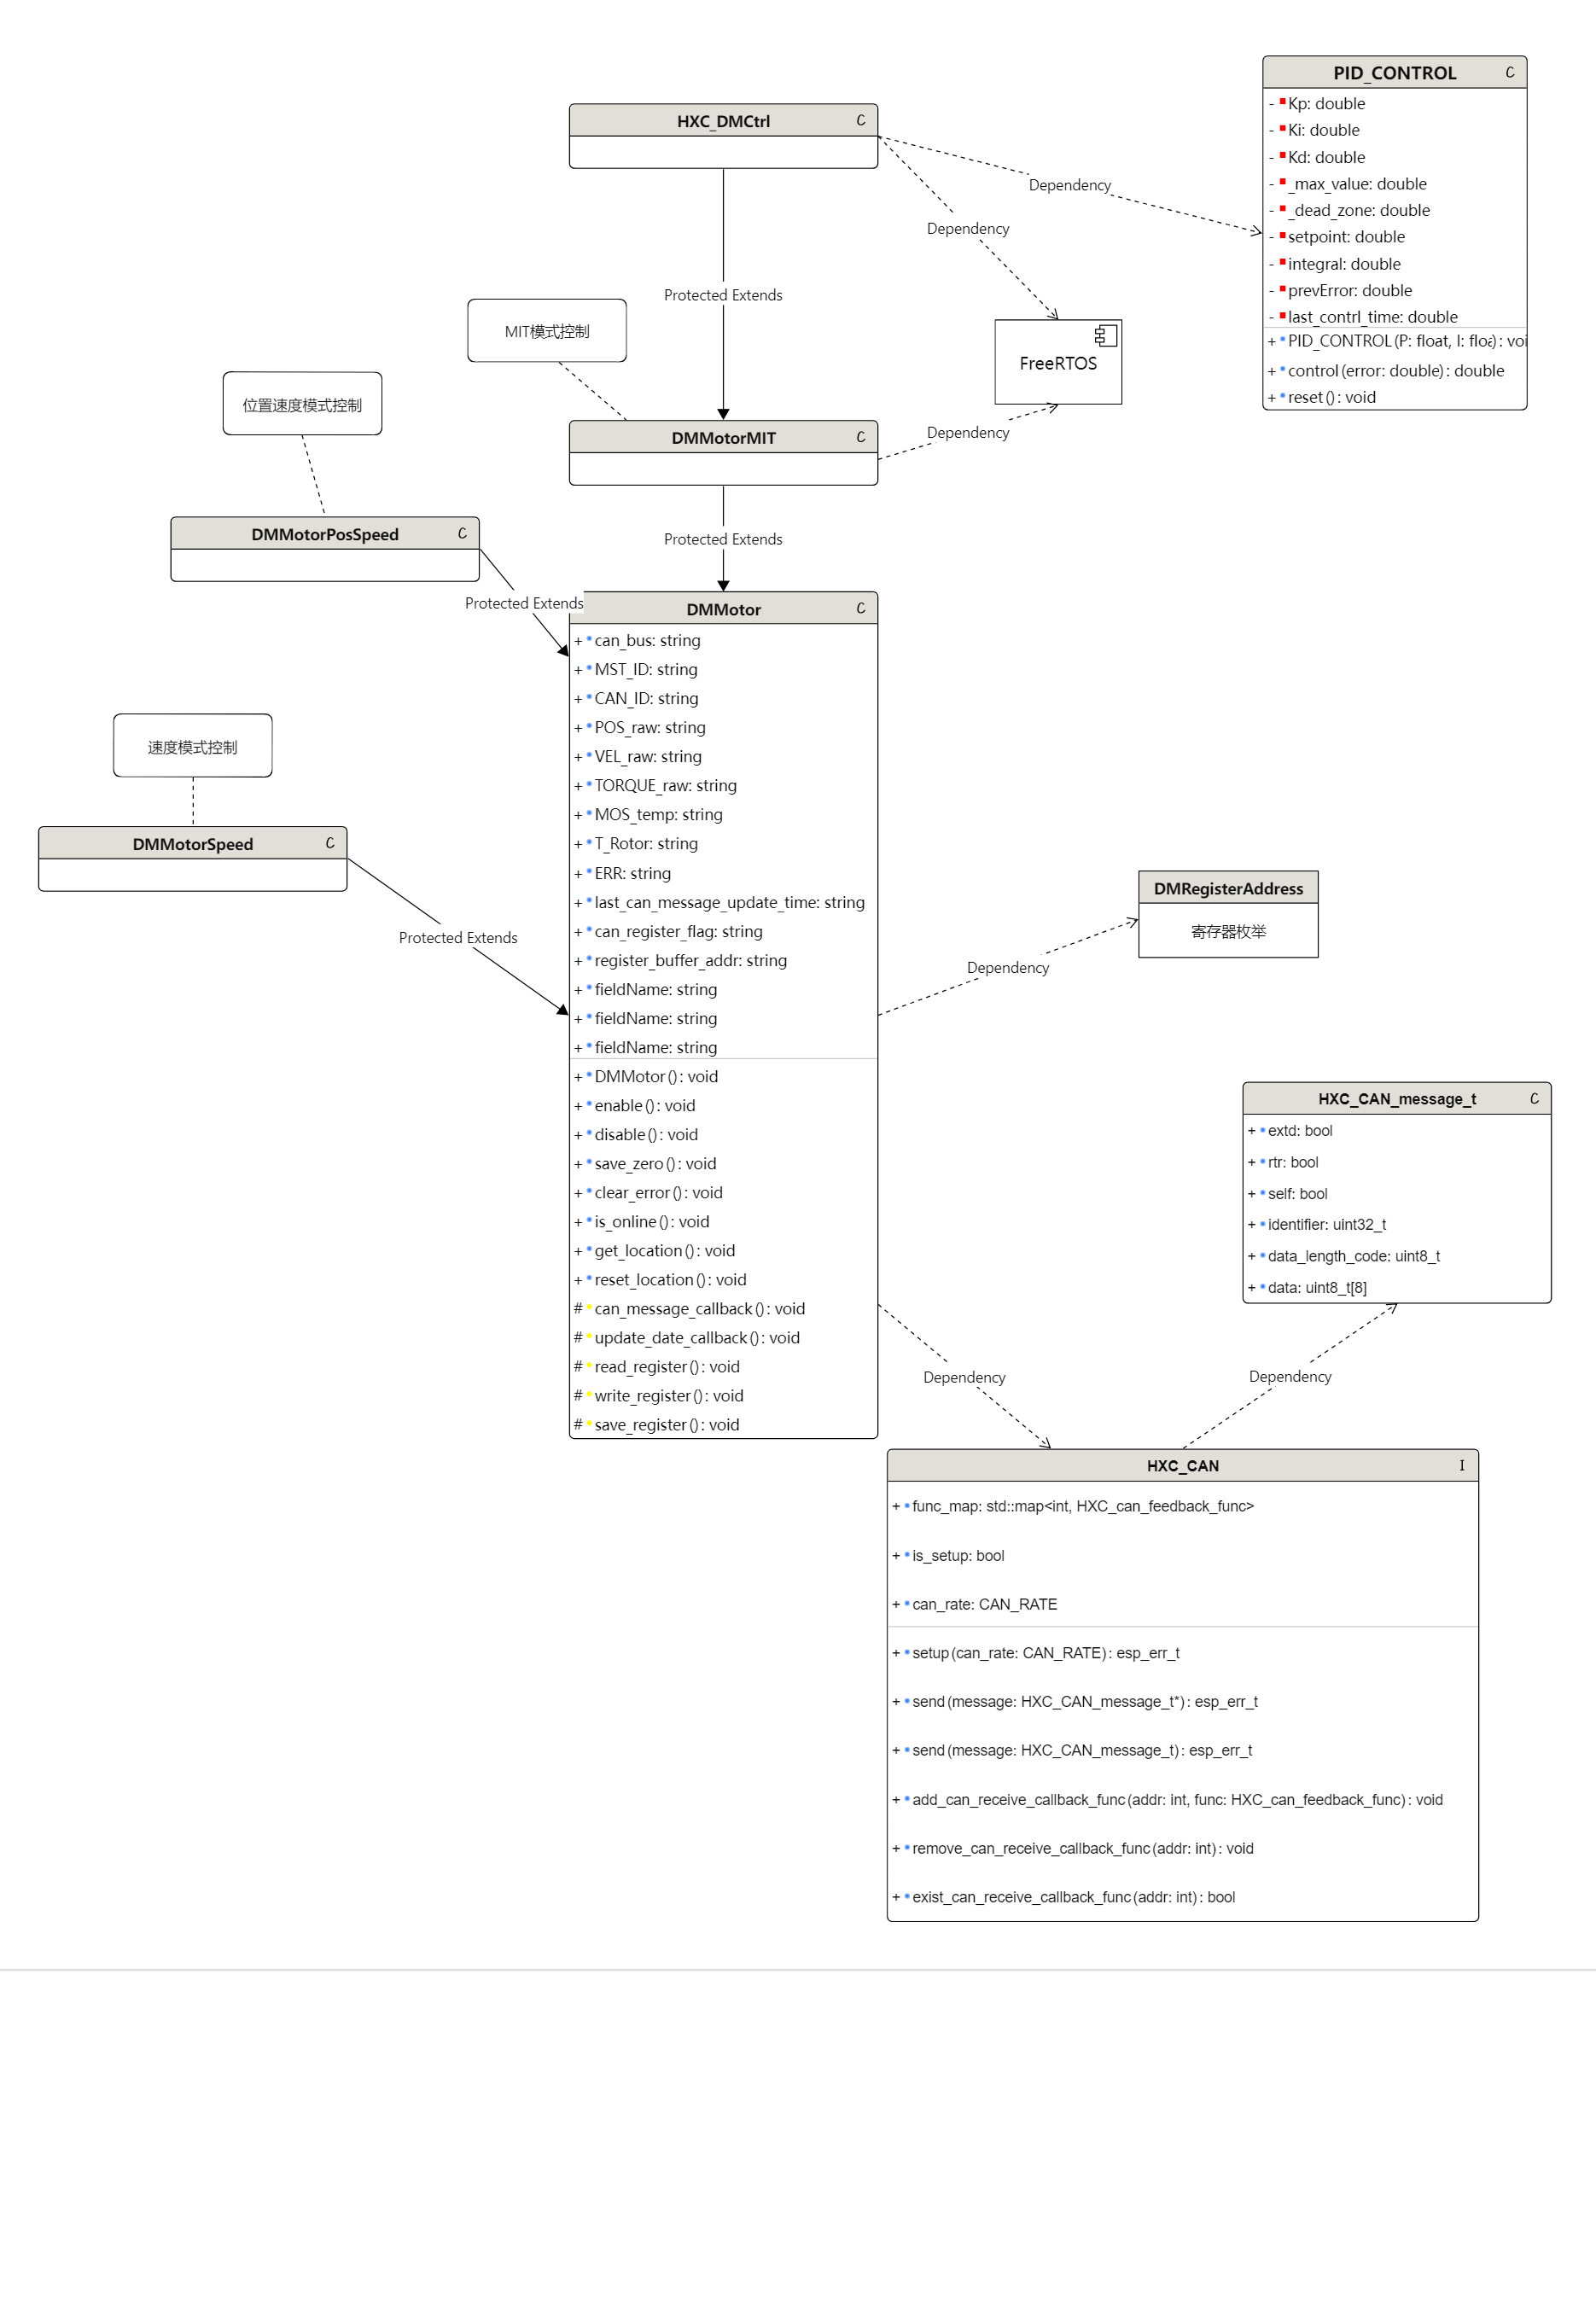 PID_CONTROL C
- Kp: double
- Ki: double
- Kd: double
- _max_value: double
- _dead_zone: double
- setpoint: double
- integral: double
- prevError: double
- last_contrl_time: double
+ PID_CONTROL(P: float, I: floa) : voi
+ control(error: double) : double
+ reset() : void
HXC_DMCtrl C
Dependency
Dependency
Protected Extends
MIT模式控制
FreeRTOS
位置速度模式控制
DMMotorMIT C
Dependency
DMMotorPosSpeed C
Protected Extends
Protected Extends
DMMotor C
+ can_bus: string
+ MST_ID: string
+ CAN_ID: string
+ POS_raw: string
+ VEL_raw: string
+ TORQUE_raw: string
+ MOS_temp: string
+ T_Rotor: string
+ ERR: string
+ last_can_message_update_time: string
+ can_register_flag: string
+ register_buffer_addr: string
+ fieldName: string
+ fieldName: string
+ fieldName: string
+ DMMotor() : void
+ enable() : void
+ disable() : void
+ save_zero() : void
+ clear_error() : void
+ is_online() : void
+ get_location() : void
+ reset_location() : void
# can_message_callback() : void
# update_date_callback() : void
# read_register() : void
# write_register() : void
# save_register() : void
速度模式控制
DMMotorSpeed C
Protected Extends
DMRegisterAddress
寄存器枚举
Dependency
HXC_CAN_message_t C
+ extd: bool
+ rtr: bool
+ self: bool
+ identifier: uint32_t
+ data_length_code: uint8_t
+ data: uint8_t[8]
Dependency
Dependency
HXC_CAN I
+ func_map: std::map<int, HXC_can_feedback_func>
+ is_setup: bool
+ can_rate: CAN_RATE
+ setup(can_rate: CAN_RATE) : esp_err_t
+ send(message: HXC_CAN_message_t*) : esp_err_t
+ send(message: HXC_CAN_message_t) : esp_err_t
+ add_can_receive_callback_func(addr: int, func: HXC_can_feedback_func) : void
+ remove_can_receive_callback_func(addr: int) : void
+ exist_can_receive_callback_func(addr: int) : bool